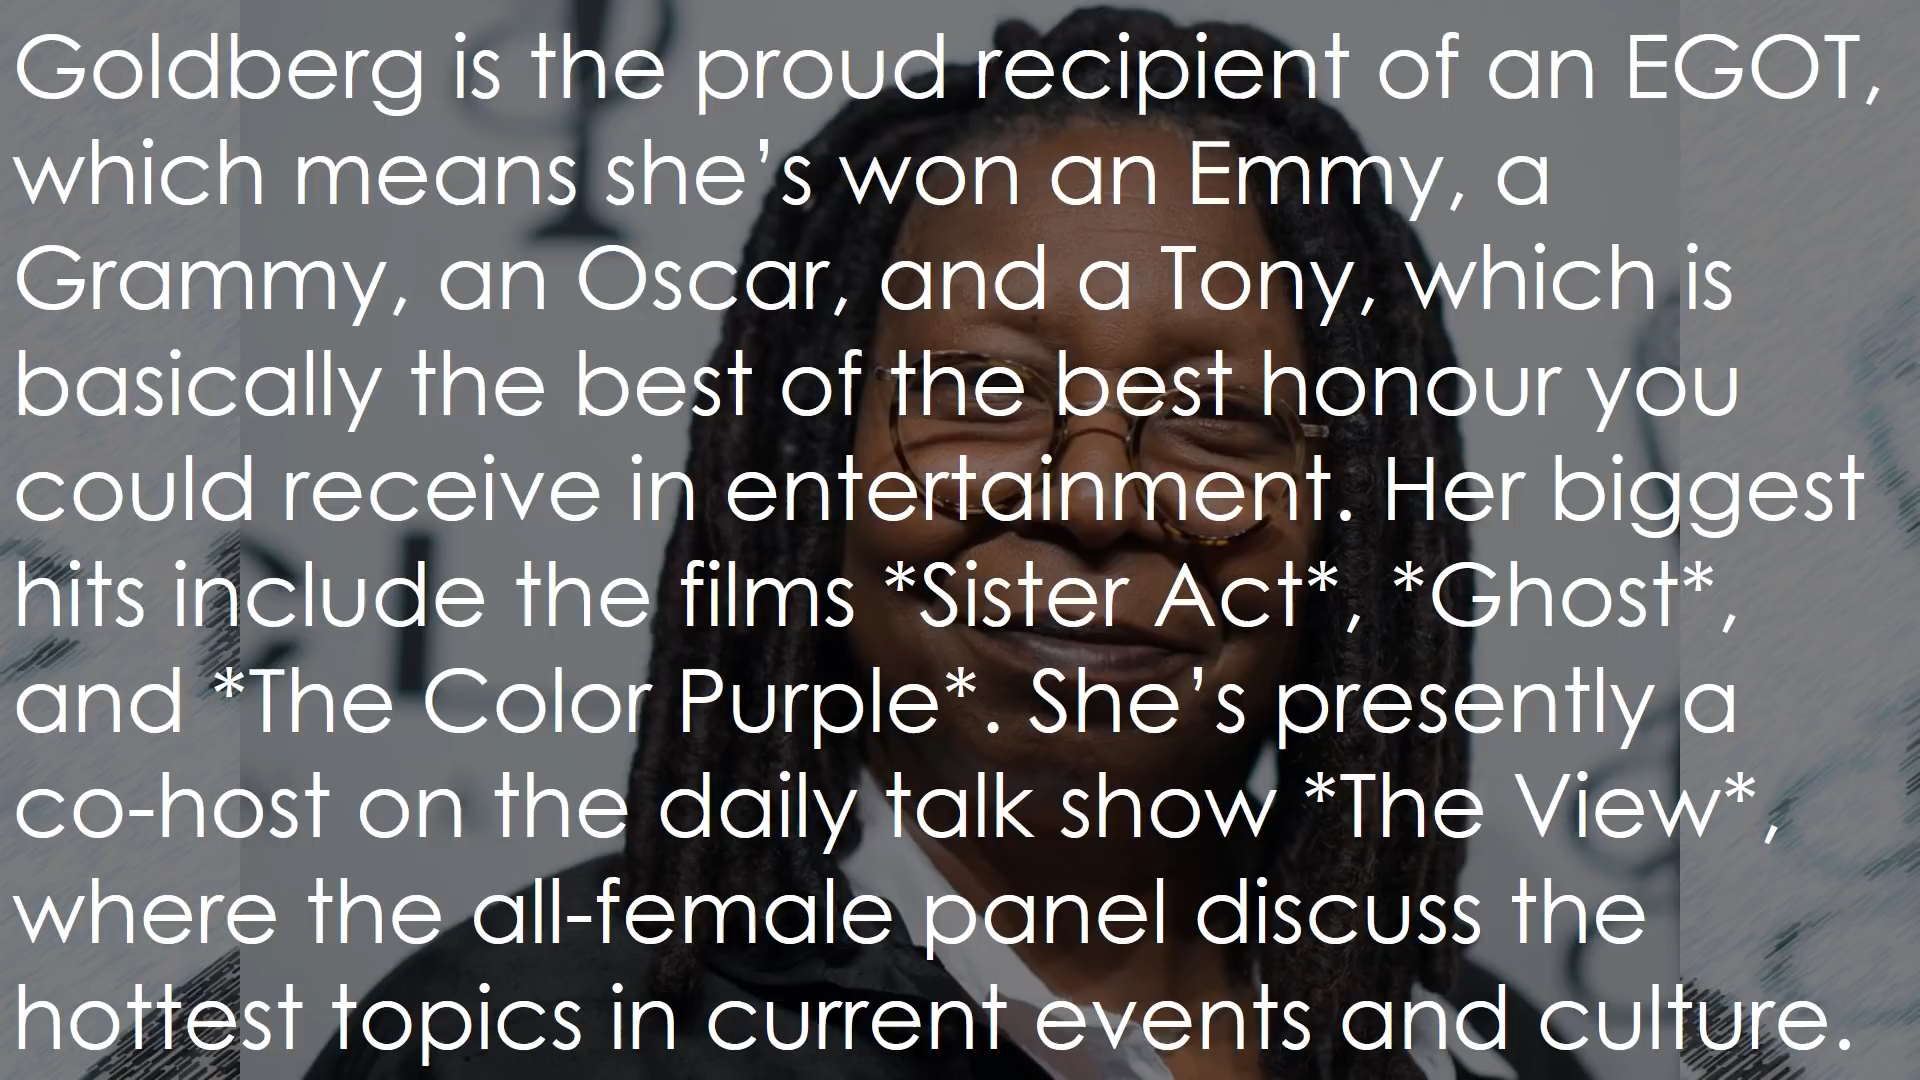 Goldberg is the proud recipient of an EGOT,
which means she’s won an Emmy, a
Grammy, an Oscar, and a Tony, which is
basically the best of the best honour you
could receive in entertainment. Her biggest
hits include the films *Sister Act*, *Ghost*,
and *The Color Purple*. She’s presently a
co-host on the daily talk show *The View*,
where the all-female panel discuss the
hottest topics in current events and culture.